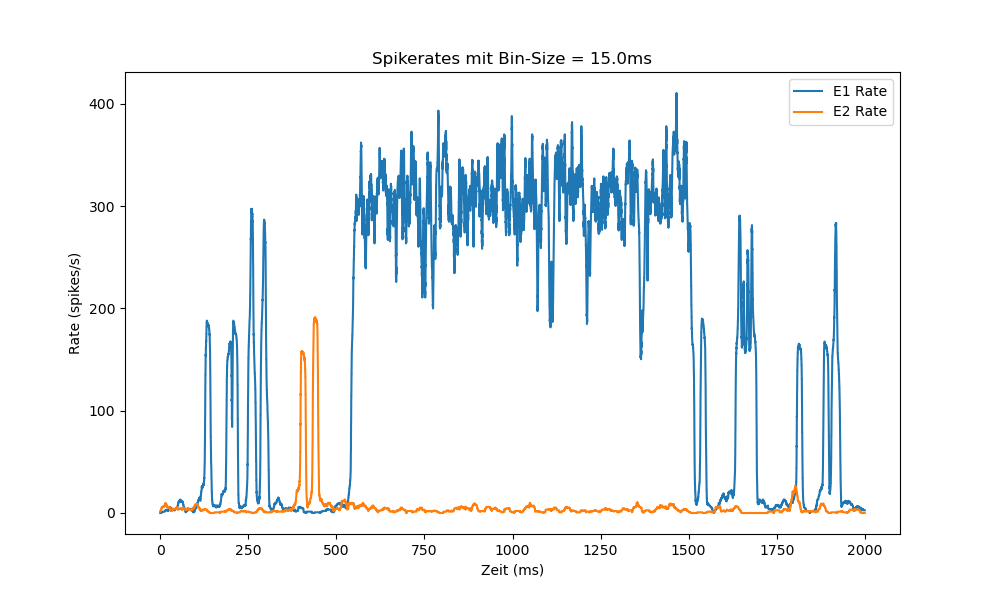 Spikerates mit Bin-Size = 15.0ms
E1 Rate
E2 Rate
Rate (spikes/s)
400
300
200
100
0
0 250 500 750 1000 1250 1500 1750 2000
Zeit (ms)